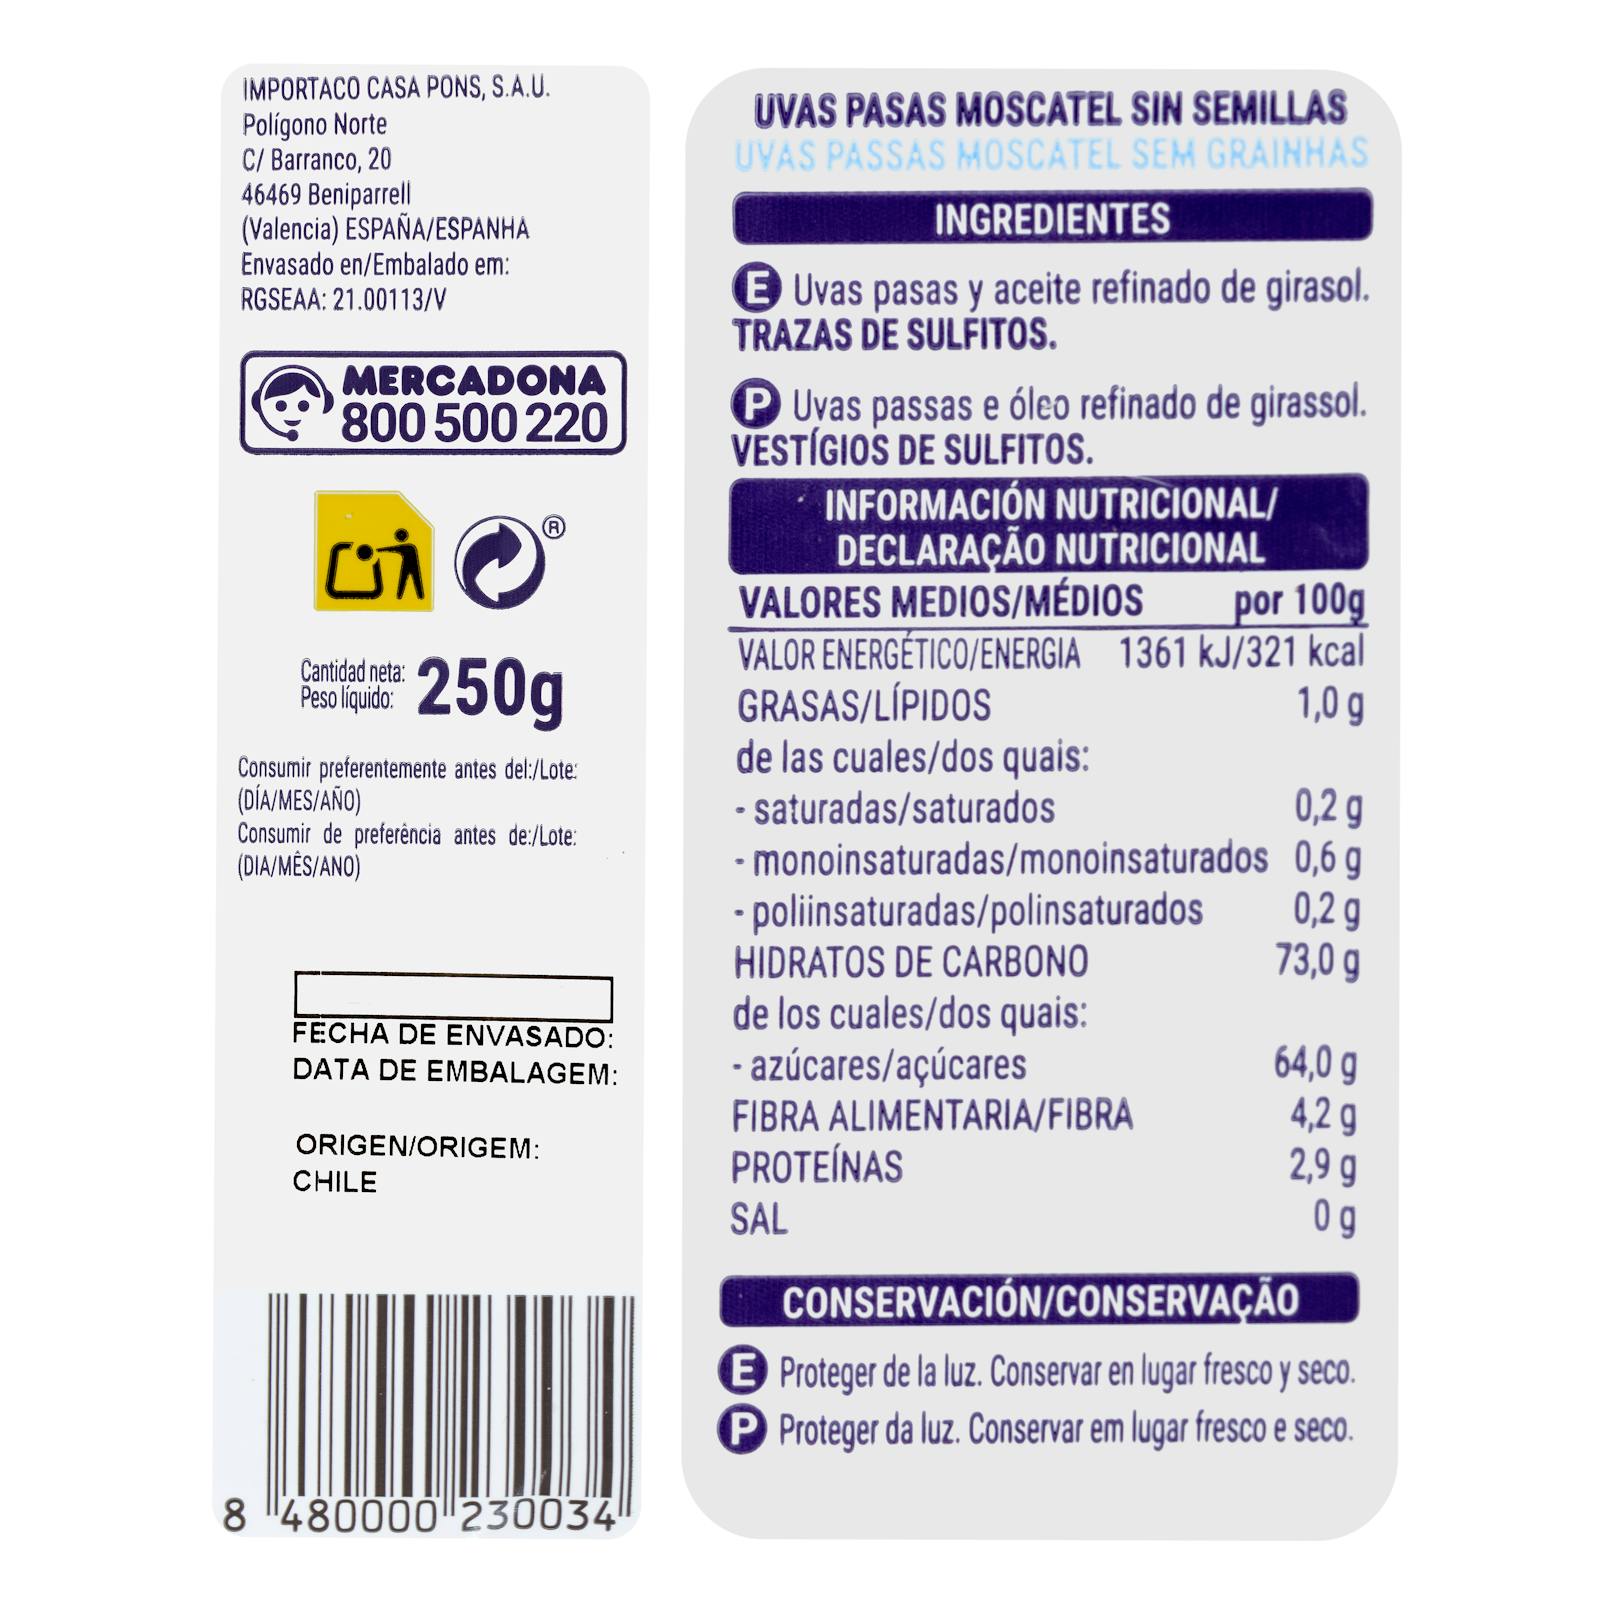 IMPORTACO CASA PONS, S.A.U.
Polígono Norte
C/ Barranco, 20
46469 Beniparrell
(Valencia) ESPAÑA/ESPANHA
Envasado en/Embalado em:
RGSEAA: 21.00113/V
MERCADONA
800 500 220
®
Cantidad neta:
Peso líquido:
250g
Consumir preferentemente antes del:/Lote:
(DÍA/MES/AÑO)
Consumir de preferência antes de:/Lote:
(DIA/MÊS/ANO)
FECHA DE ENVASADO:
DATA DE EMBALAGEM:
ORIGEN/ORIGEM:
CHILE
8 480000 230034
UVAS PASAS MOSCATEL SIN SEMILLAS
UVAS PASSAS MOSCATEL SEM GRAINHAS
INGREDIENTES
E Uvas pasas y aceite refinado de girasol.
TRAZAS DE SULFITOS.
P Uvas passas e óleo refinado de girassol.
VESTÍGIOS DE SULFITOS.
INFORMACIÓN NUTRICIONAL/
DECLARAÇÃO NUTRICIONAL
VALORES MEDIOS/MÉDIOS por 100g
VALOR ENERGÉTICO/ENERGIA 1361 kJ/321 kcal
GRASAS/LÍPIDOS 1,0 g
de las cuales/dos quais:
- saturadas/saturados 0,2 g
- monoinsaturadas/monoinsaturados 0,6 g
- poliinsaturadas/polinsaturados 0,2 g
HIDRATOS DE CARBONO 73,0 g
de los cuales/dos quais:
- azúcares/açúcares 64,0 g
FIBRA ALIMENTARIA/FIBRA 4,2 g
PROTEÍNAS 2,9 g
SAL 0 g
CONSERVACIÓN/CONSERVAÇÃO
E Proteger de la luz. Conservar en lugar fresco y seco.
P Proteger da luz. Conservar em lugar fresco e seco.